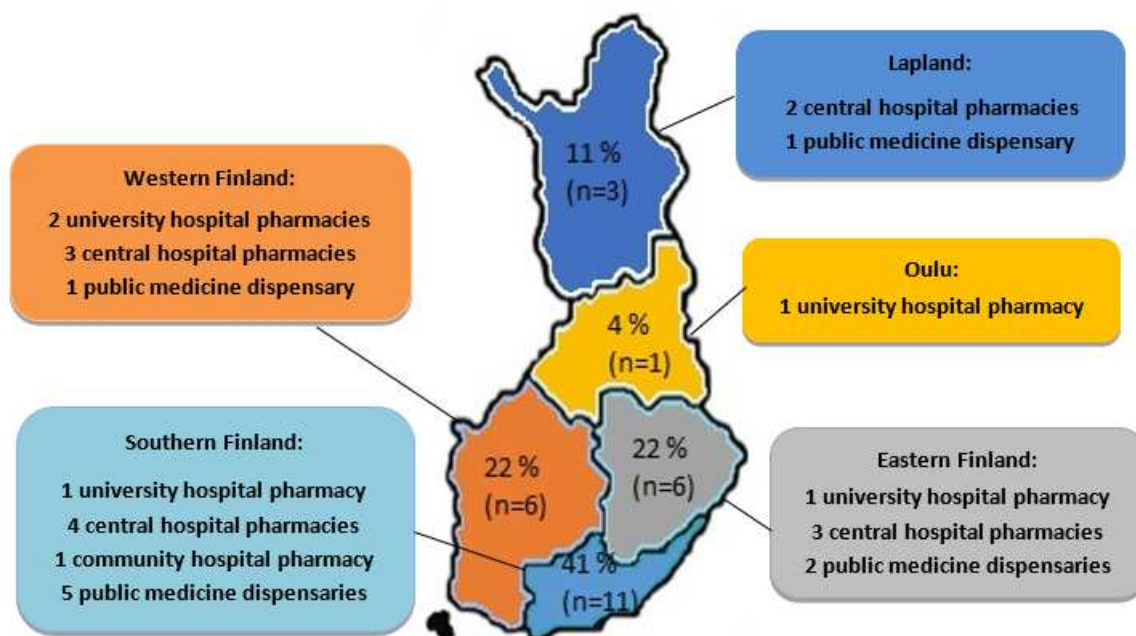 Lapland:
2 central hospital pharmacies
1 public medicine dispensary
11 %
(n=3)
Western Finland:
2 university hospital pharmacies
3 central hospital pharmacies
1 public medicine dispensary
Oulu:
1 university hospital pharmacy
4 %
(n=1)
Southern Finland:
1 university hospital pharmacy
4 central hospital pharmacies
1 community hospital pharmacy
5 public medicine dispensaries
22 %
(n=6)
22 %
(n=6)
Eastern Finland:
1 university hospital pharmacy
3 central hospital pharmacies
2 public medicine dispensaries
41 %
(n=11)